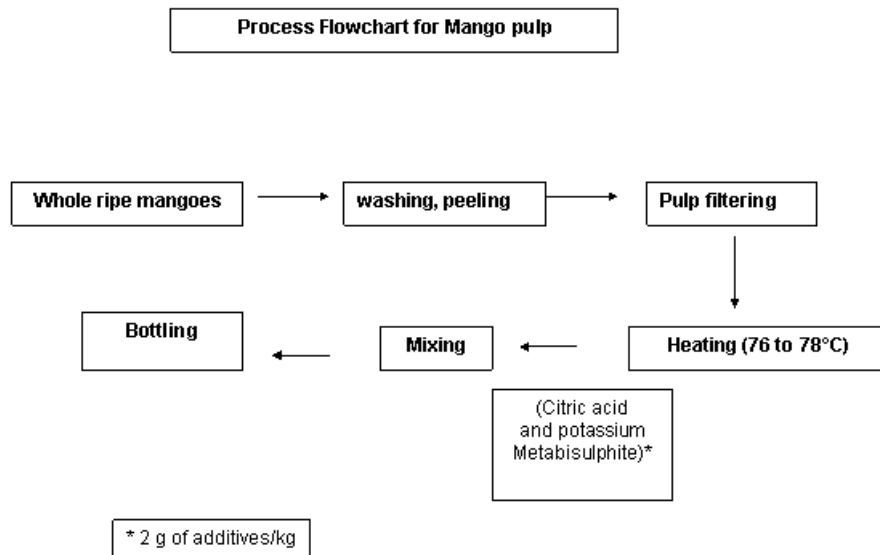 Process Flowchart for Mango pulp
Whole ripe mangoes
washing, peeling
Pulp filtering
Heating (76 to 78°C)
Mixing
(Citric acid
and potassium
Metabisulphite)*
Bottling
* 2 g of additives/kg